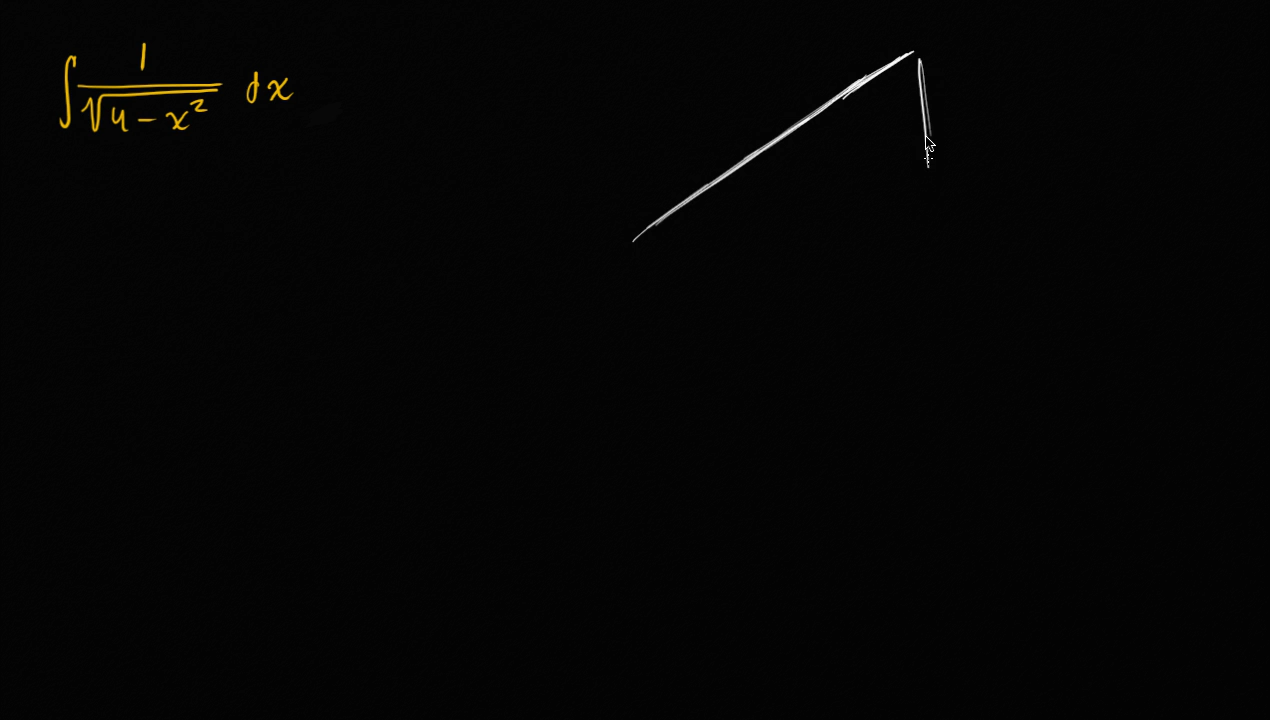 ∫ 1/√(4 - x²) dx